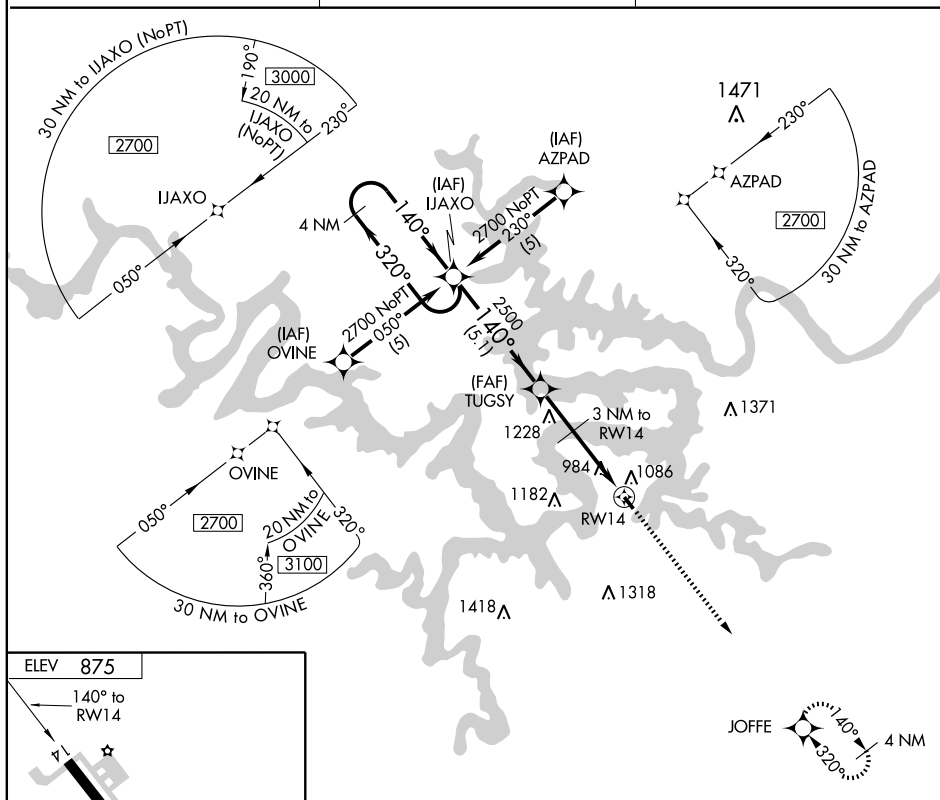 30 NM to IJAXO (NoPT)
190°
3000
20 NM to
IJAXO
(NoPT)
230°
2700
IJAXO
050°
1471
230°
AZPAD
2700
320°
30 NM to AZPAD
(IAF)
AZPAD
(IAF)
IJAXO
2700 NoPT
230°
(5)
4 NM
140°
320°
2700 NoPT
050°
(5)
(IAF)
OVINE
2500
140°
(5.1)
(FAF)
TUGSY
1228
3 NM to
RW14
1371
984
1086
1182
RW14
1318
1418
OVINE
050°
2700
20 NM to
OVINE
320°
360°
3100
30 NM to OVINE
ELEV 875
140° to
RW14
14
JOFFE
140°
320°
4 NM